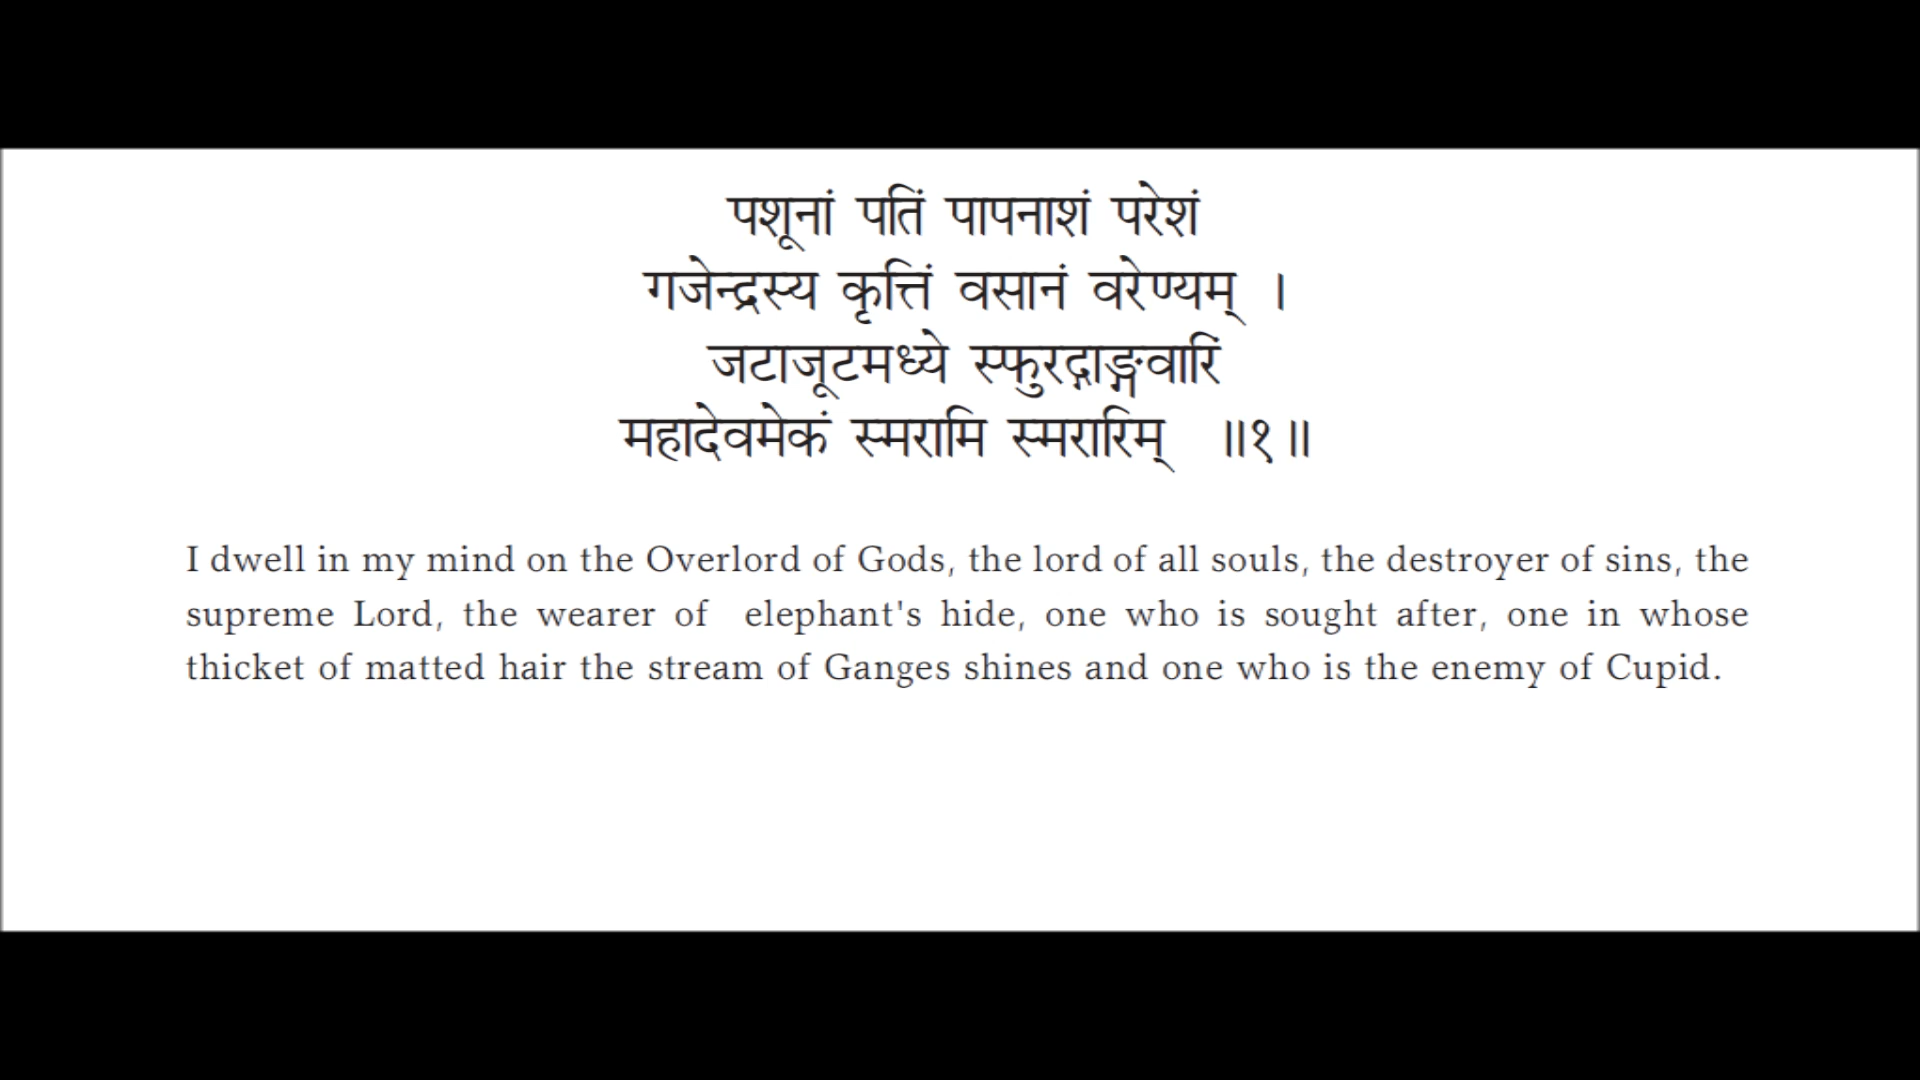 पशूनां पतिं पापनाशं परेशं
गजेन्द्रस्य कृत्तिं वसानं वरेण्यम् ।
जटाजूटमध्ये स्फुरद्गाङ्गवारिं
महादेवमेकं स्मरामि स्मरारिम् ॥१॥
I dwell in my mind on the Overlord of Gods, the lord of all souls, the destroyer of sins, the
supreme Lord, the wearer of elephant's hide, one who is sought after, one in whose
thicket of matted hair the stream of Ganges shines and one who is the enemy of Cupid.